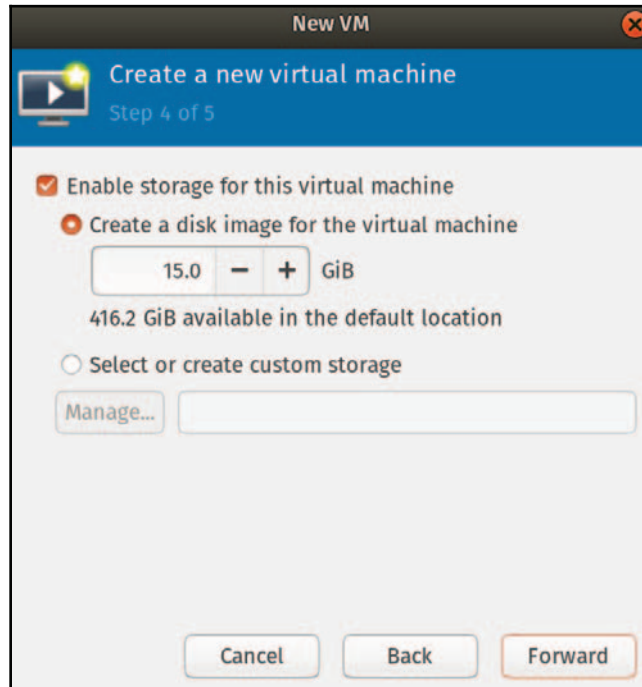 New VM
Create a new virtual machine
Step 4 of 5
Enable storage for this virtual machine
Create a disk image for the virtual machine
15.0 − + GiB
416.2 GiB available in the default location
Select or create custom storage
Manage...
Cancel Back Forward